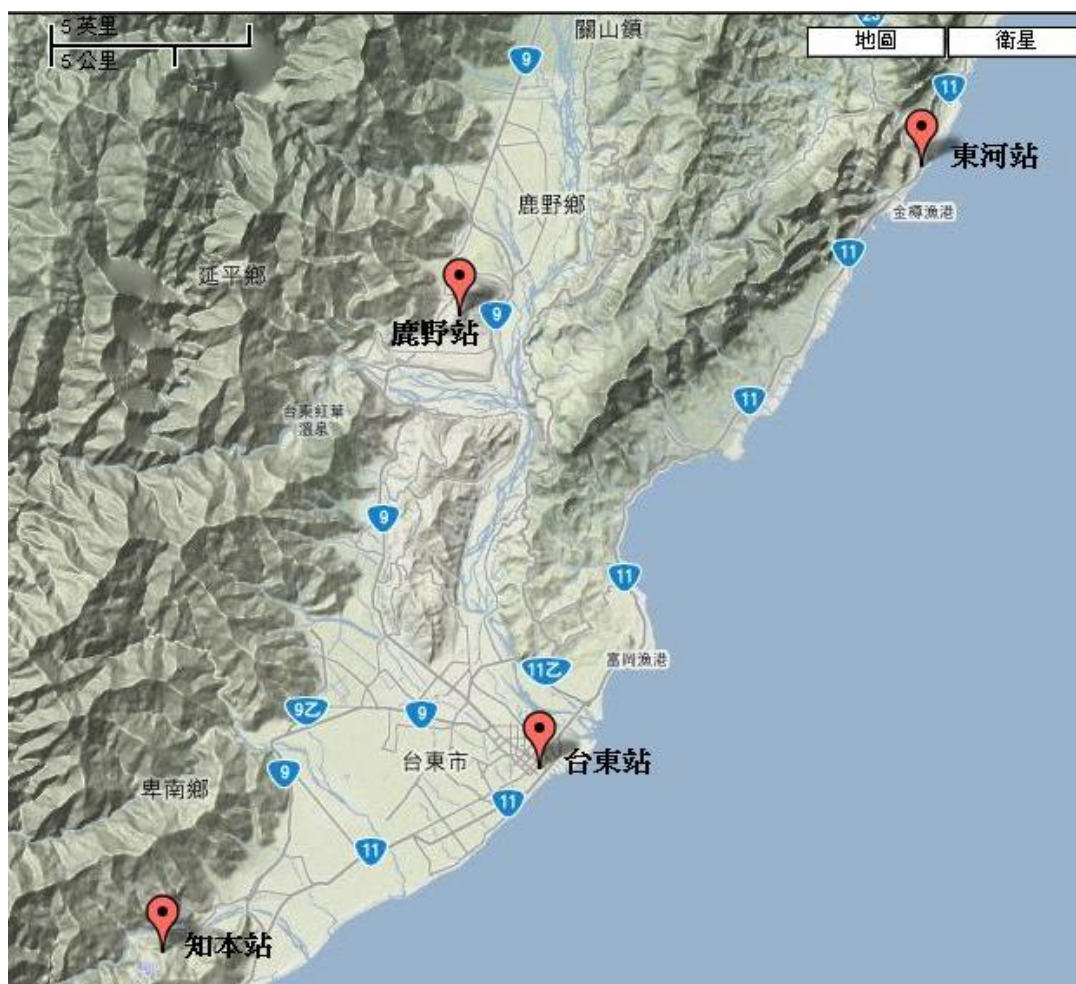 5 英里
5 公里
關山鎮
23
地圖
衛星
9
11
東河站
鹿野鄉
金樽漁港
11
延平鄉
9
鹿野站
11
台東紅葉
溫泉
9
11
富岡漁港
11乙
9乙
9
台東市
台東站
9
卑南鄉
11
11
知本站